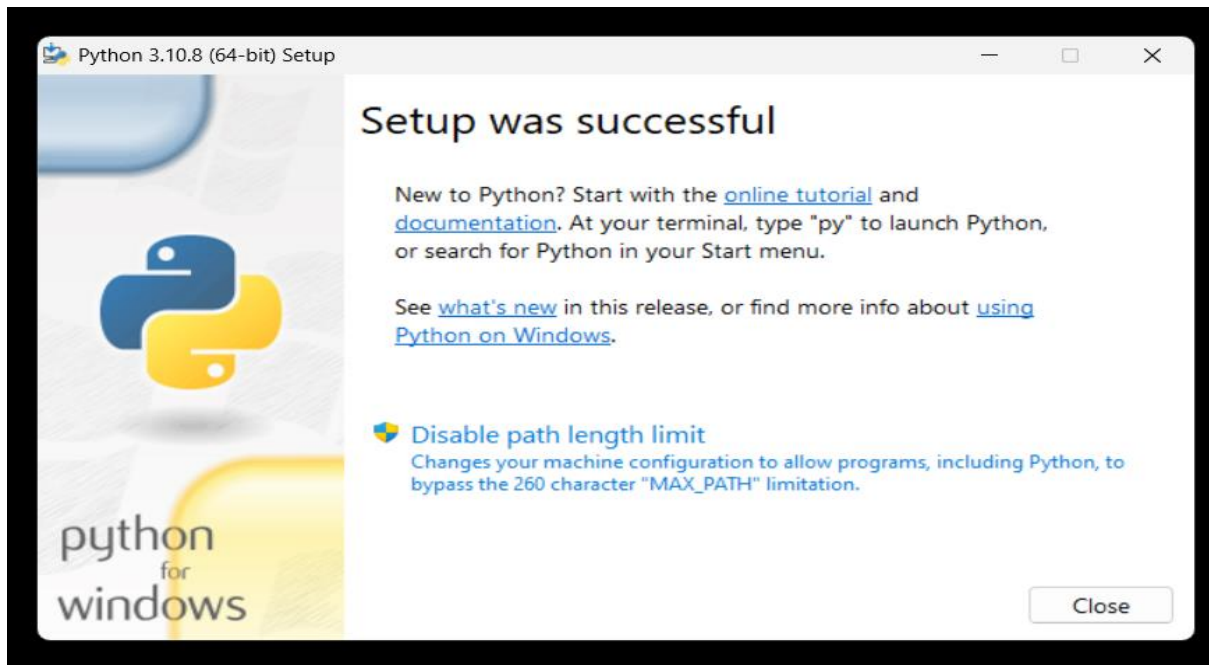 Python 3.10.8 (64-bit) Setup
Setup was successful
New to Python? Start with the online tutorial and
documentation. At your terminal, type "py" to launch Python,
or search for Python in your Start menu.
See what's new in this release, or find more info about using
Python on Windows.
Disable path length limit
Changes your machine configuration to allow programs, including Python, to
bypass the 260 character "MAX_PATH" limitation.
python
for
windows
Close